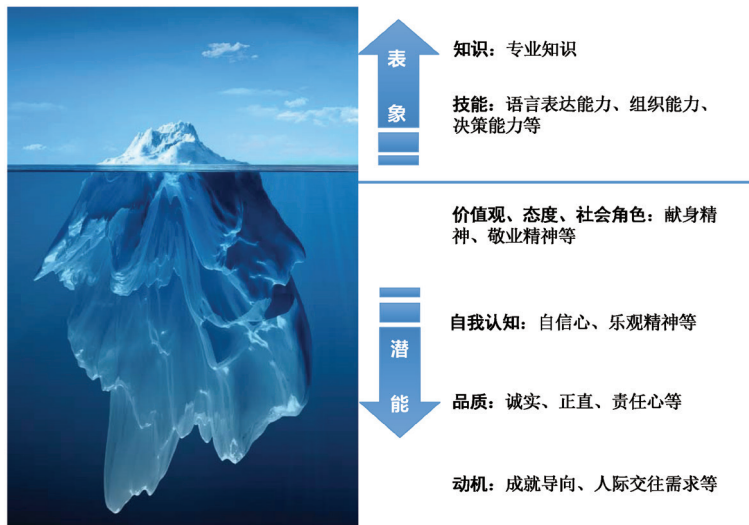 表
象
知识：专业知识
技能：语言表达能力、组织能力、
决策能力等
价值观、态度、社会角色：献身精
神、敬业精神等
自我认知：自信心、乐观精神等
潜
能
品质：诚实、正直、责任心等
动机：成就导向、人际交往需求等